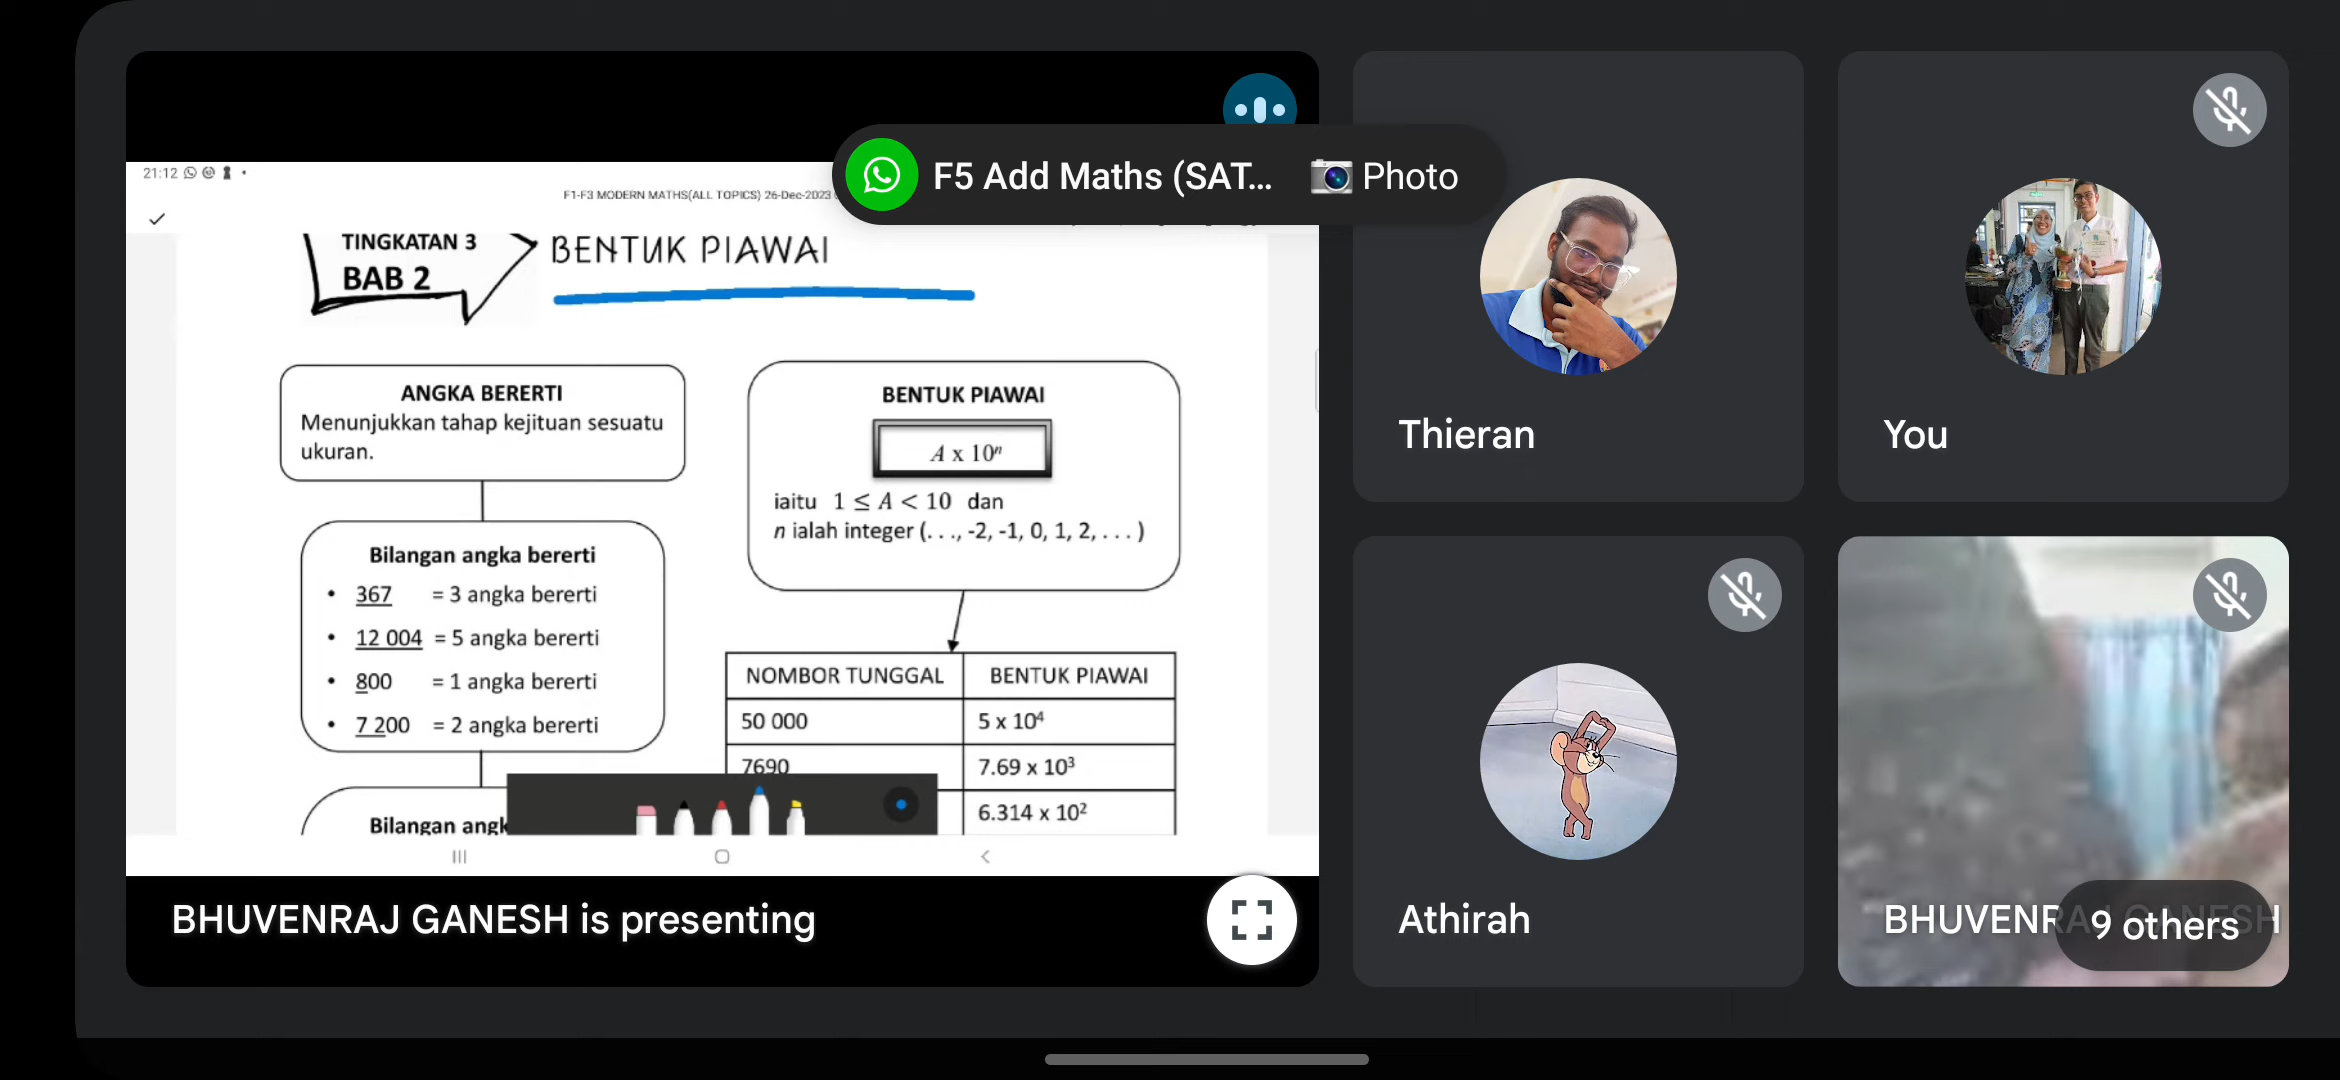 21:12
F1-F3 MODERN MATHS(ALL TOPICS) 26-Dec-2023
F5 Add Maths (SAT... 📷 Photo
TINGKATAN 3
BAB 2
BENTUK PIAWAI
ANGKA BERERTI
Menunjukkan tahap kejituan sesuatu
ukuran.
Bilangan angka bererti
• 367 = 3 angka bererti
• 12 004 = 5 angka bererti
• 800 = 1 angka bererti
• 7 200 = 2 angka bererti
Bilangan angk
BENTUK PIAWAI
A x 10ⁿ
iaitu 1 ≤ A < 10 dan
n ialah integer (. . ., -2, -1, 0, 1, 2, . . . )
NOMBOR TUNGGAL BENTUK PIAWAI
50 000 5 x 10⁴
7690 7.69 x 10³
6.314 x 10²
BHUVENRAJ GANESH is presenting
Thieran
You
Athirah
BHUVENRAJ GANESH
9 others